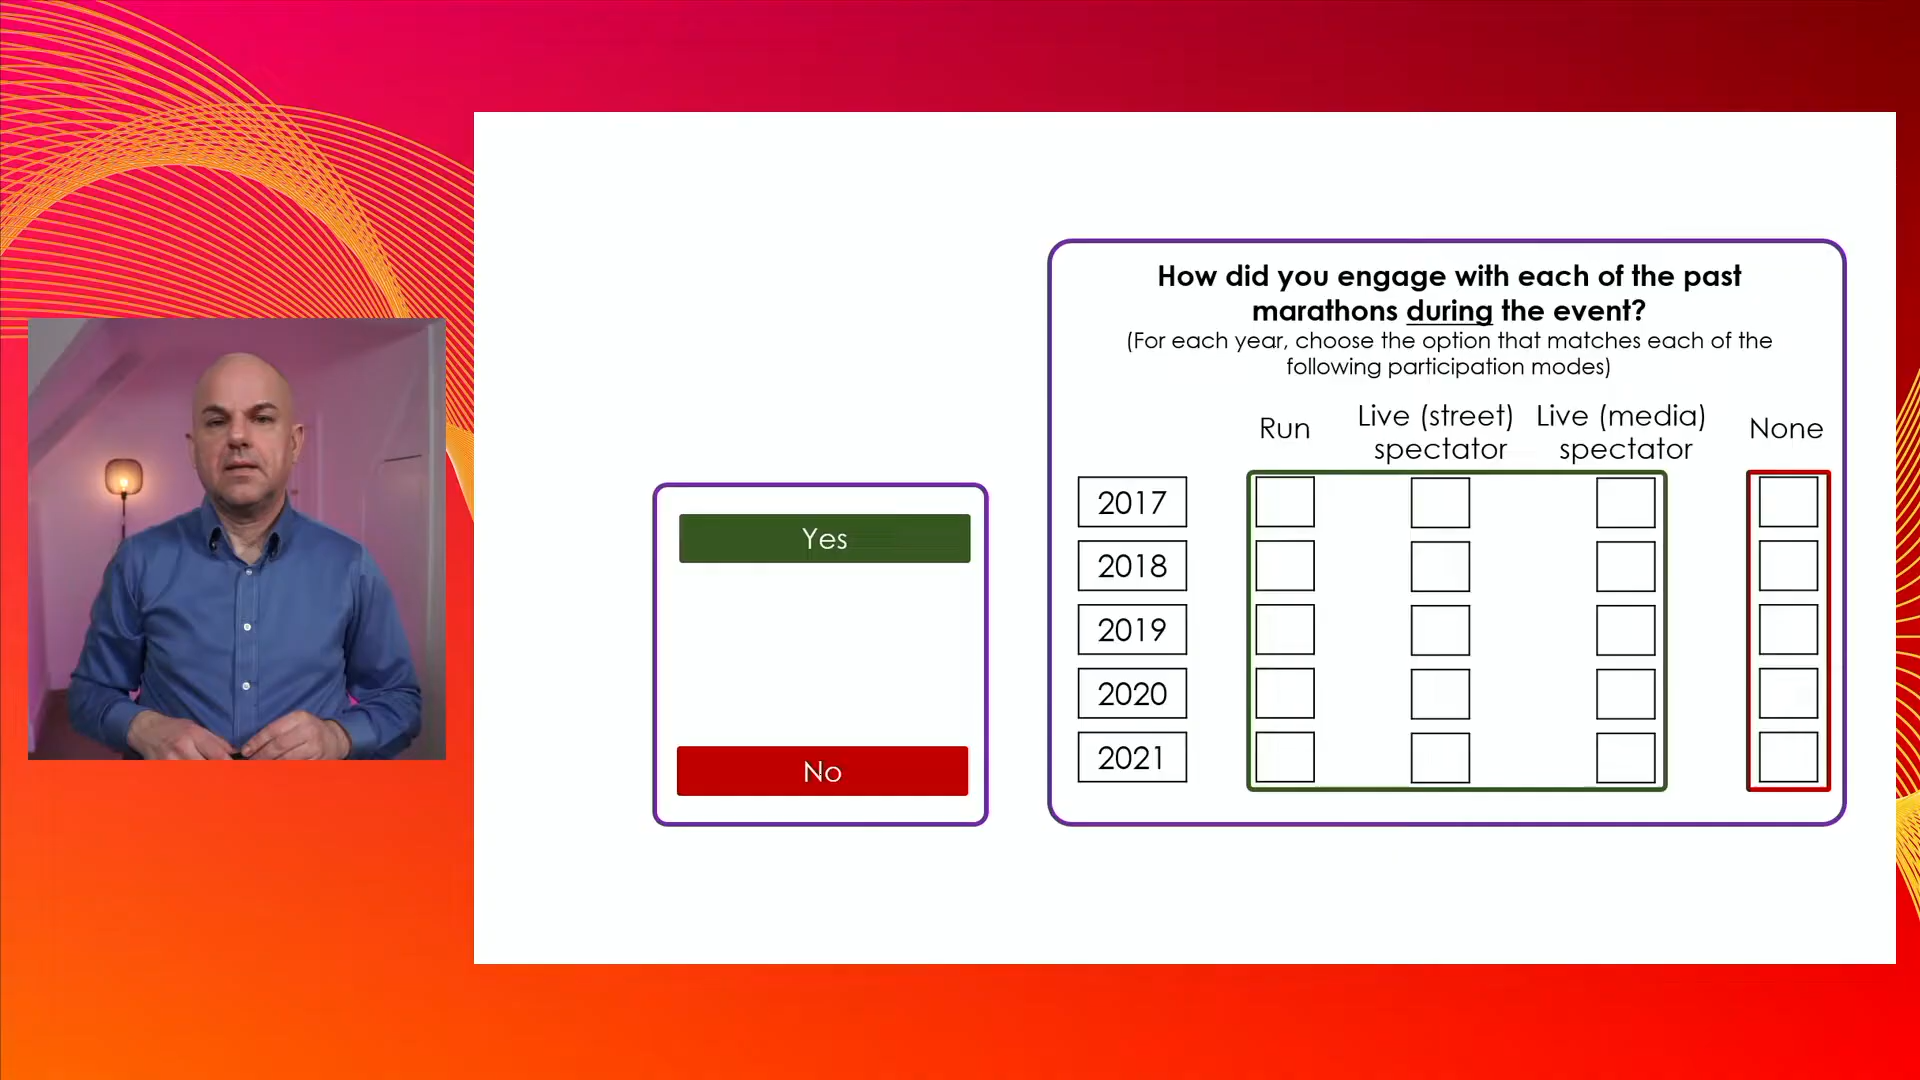 How did you engage with each of the past
marathons during the event?
(For each year, choose the option that matches each of the
following participation modes)
Run
Live (street)
spectator
Live (media)
spectator
None
2017
2018
2019
2020
2021
Yes
No